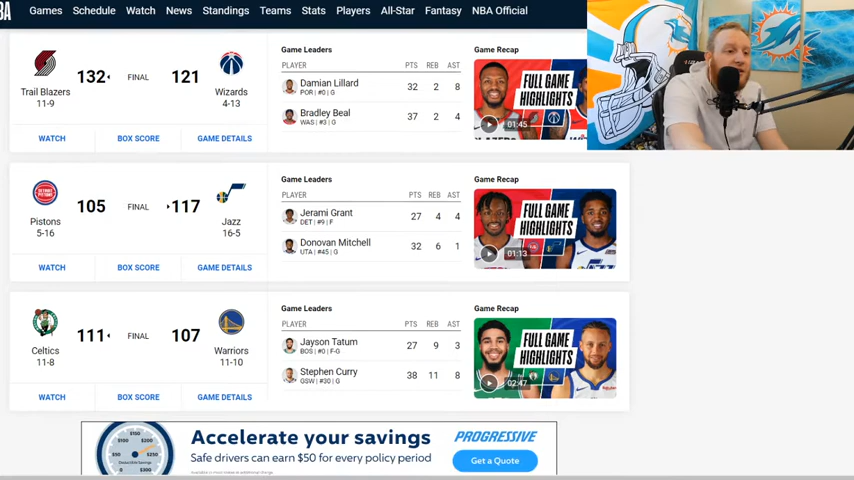 BA Games Schedule Watch News Standings Teams Stats Players All-Star Fantasy NBA Official
Trail Blazers
11-9
132
FINAL
121
Wizards
4-13
WATCH BOX SCORE GAME DETAILS
Game Leaders
PLAYER PTS REB AST
Damian Lillard 32 2 8
POR | #0 | G
Bradley Beal 37 2 4
WAS | #3 | G
Game Recap
FULL GAME
HIGHLIGHTS
01:45
Pistons
5-16
105
FINAL
117
Jazz
16-5
WATCH BOX SCORE GAME DETAILS
Game Leaders
PLAYER PTS REB AST
Jerami Grant 27 4 4
DET | #9 | F
Donovan Mitchell 32 6 1
UTA | #45 | G
Game Recap
FULL GAME
HIGHLIGHTS
01:13
Celtics
11-8
111
FINAL
107
Warriors
11-10
WATCH BOX SCORE GAME DETAILS
Game Leaders
PLAYER PTS REB AST
Jayson Tatum 27 9 3
BOS | #0 | F-G
Stephen Curry 38 11 8
GSW | #30 | G
Game Recap
FULL GAME
HIGHLIGHTS
02:47
Accelerate your savings
Safe drivers can earn $50 for every policy period
PROGRESSIVE
Get a Quote
$150
$100 $200
$50 $250
$0 $300